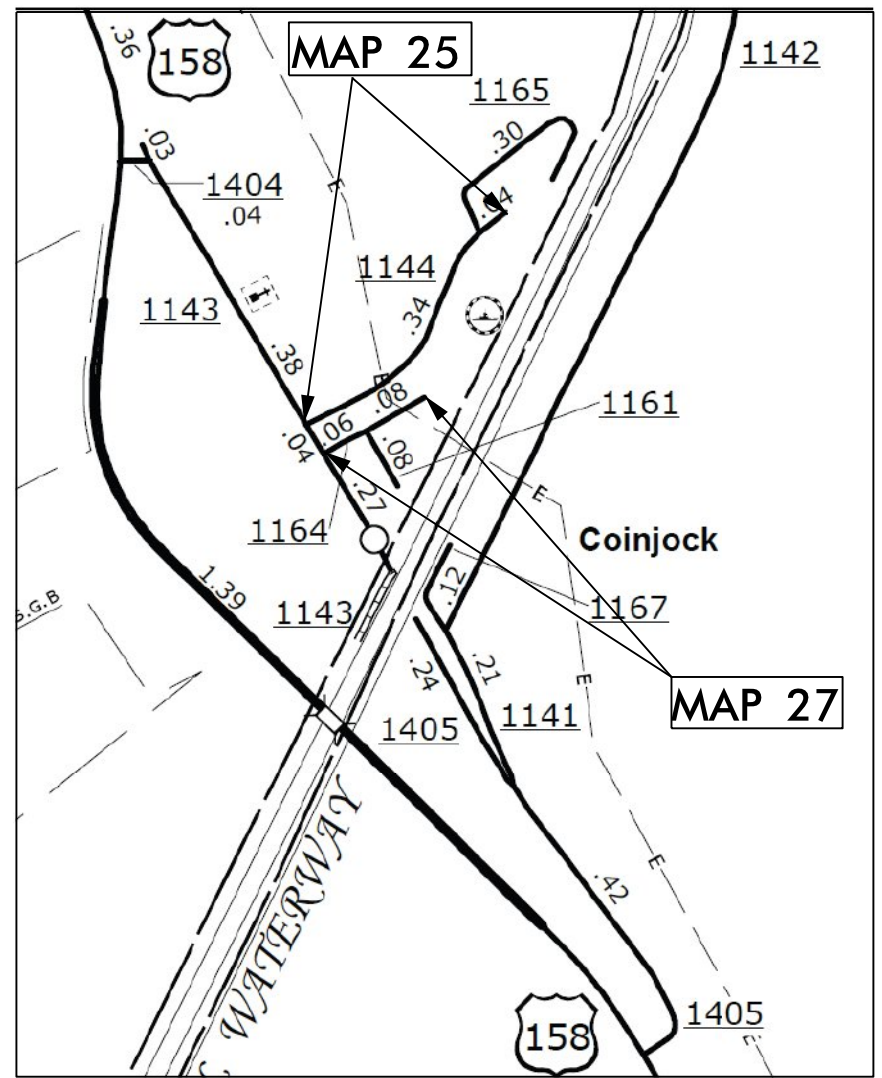 .36
158
MAP 25
1142
1165
.30
.03
1404
.04
E
.04
1144
1143
.34
.38
E
.08
.06
1161
.04
.08
.27
E
1164
Coinjock
1.39
.12
S.G.B
1143
1167
.21
E
.24
MAP 27
1141
1405
WATERWAY
E
.42
1405
158
E
C.